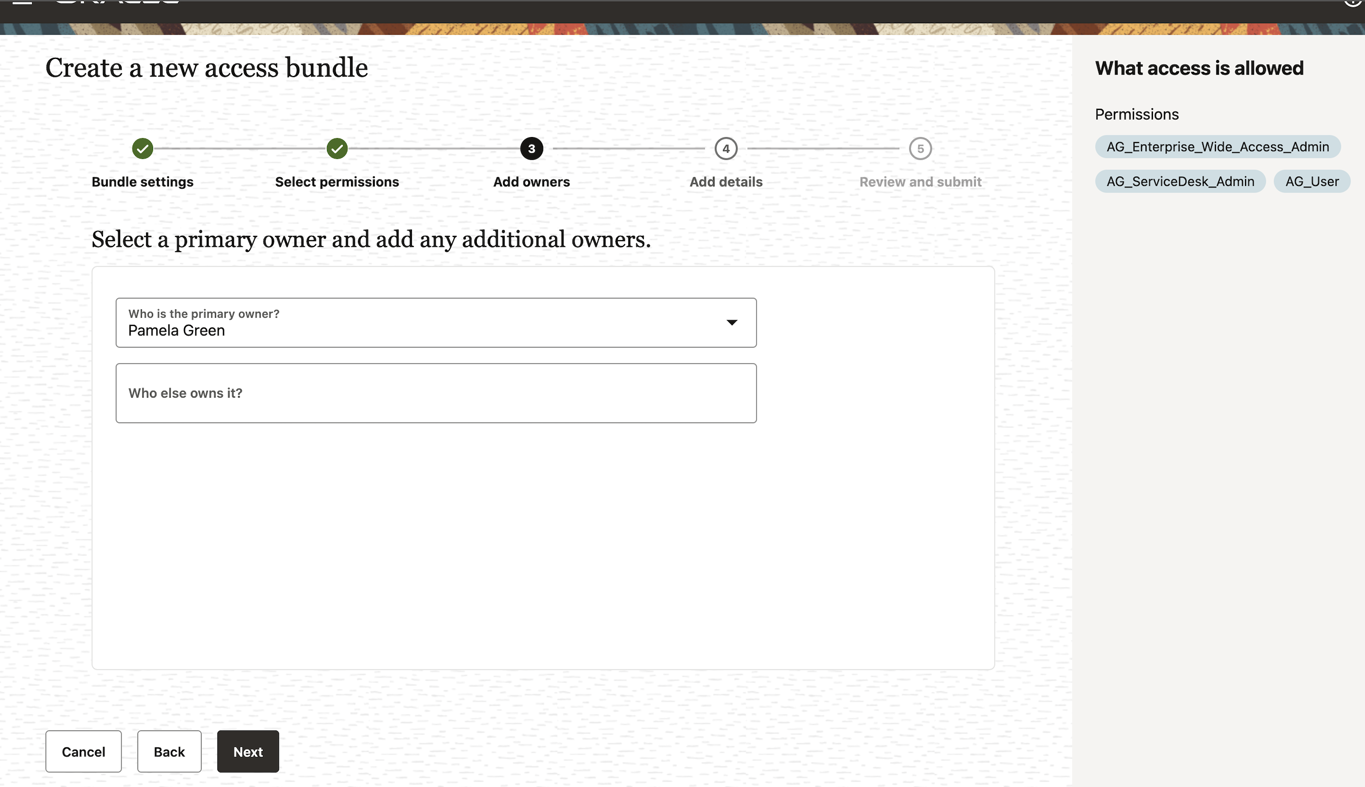 Create a new access bundle
3
4
5
Bundle settings
Select permissions
Add owners
Add details
Review and submit
Select a primary owner and add any additional owners.
Who is the primary owner?
Pamela Green
Who else owns it?
Cancel
Back
Next
What access is allowed
Permissions
AG_Enterprise_Wide_Access_Admin
AG_ServiceDesk_Admin
AG_User